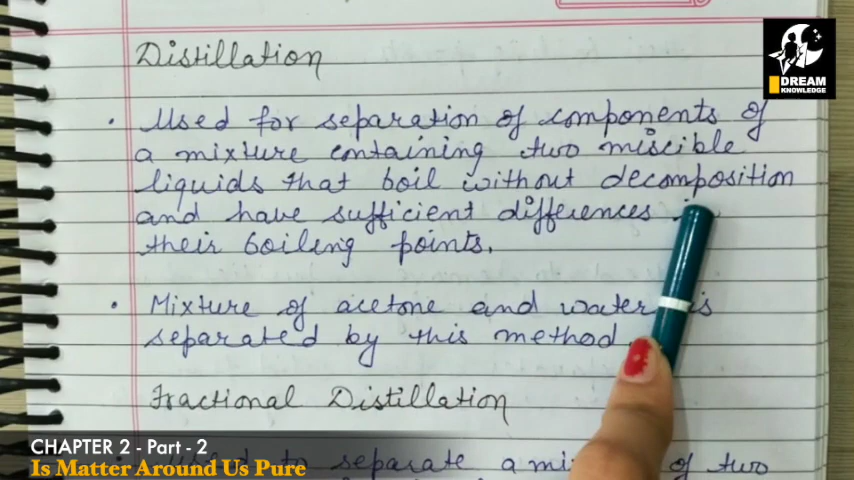 DREAM
KNOWLEDGE
Distillation
• Used for separation of components of
a mixture containing two miscible
liquids that boil without decomposition
and have sufficient differences
their boiling points.
• Mixture of acetone and water is
separated by this method.
Fractional Distillation
CHAPTER 2 - Part - 2
Is Matter Around Us Pure
• Used to separate a of two